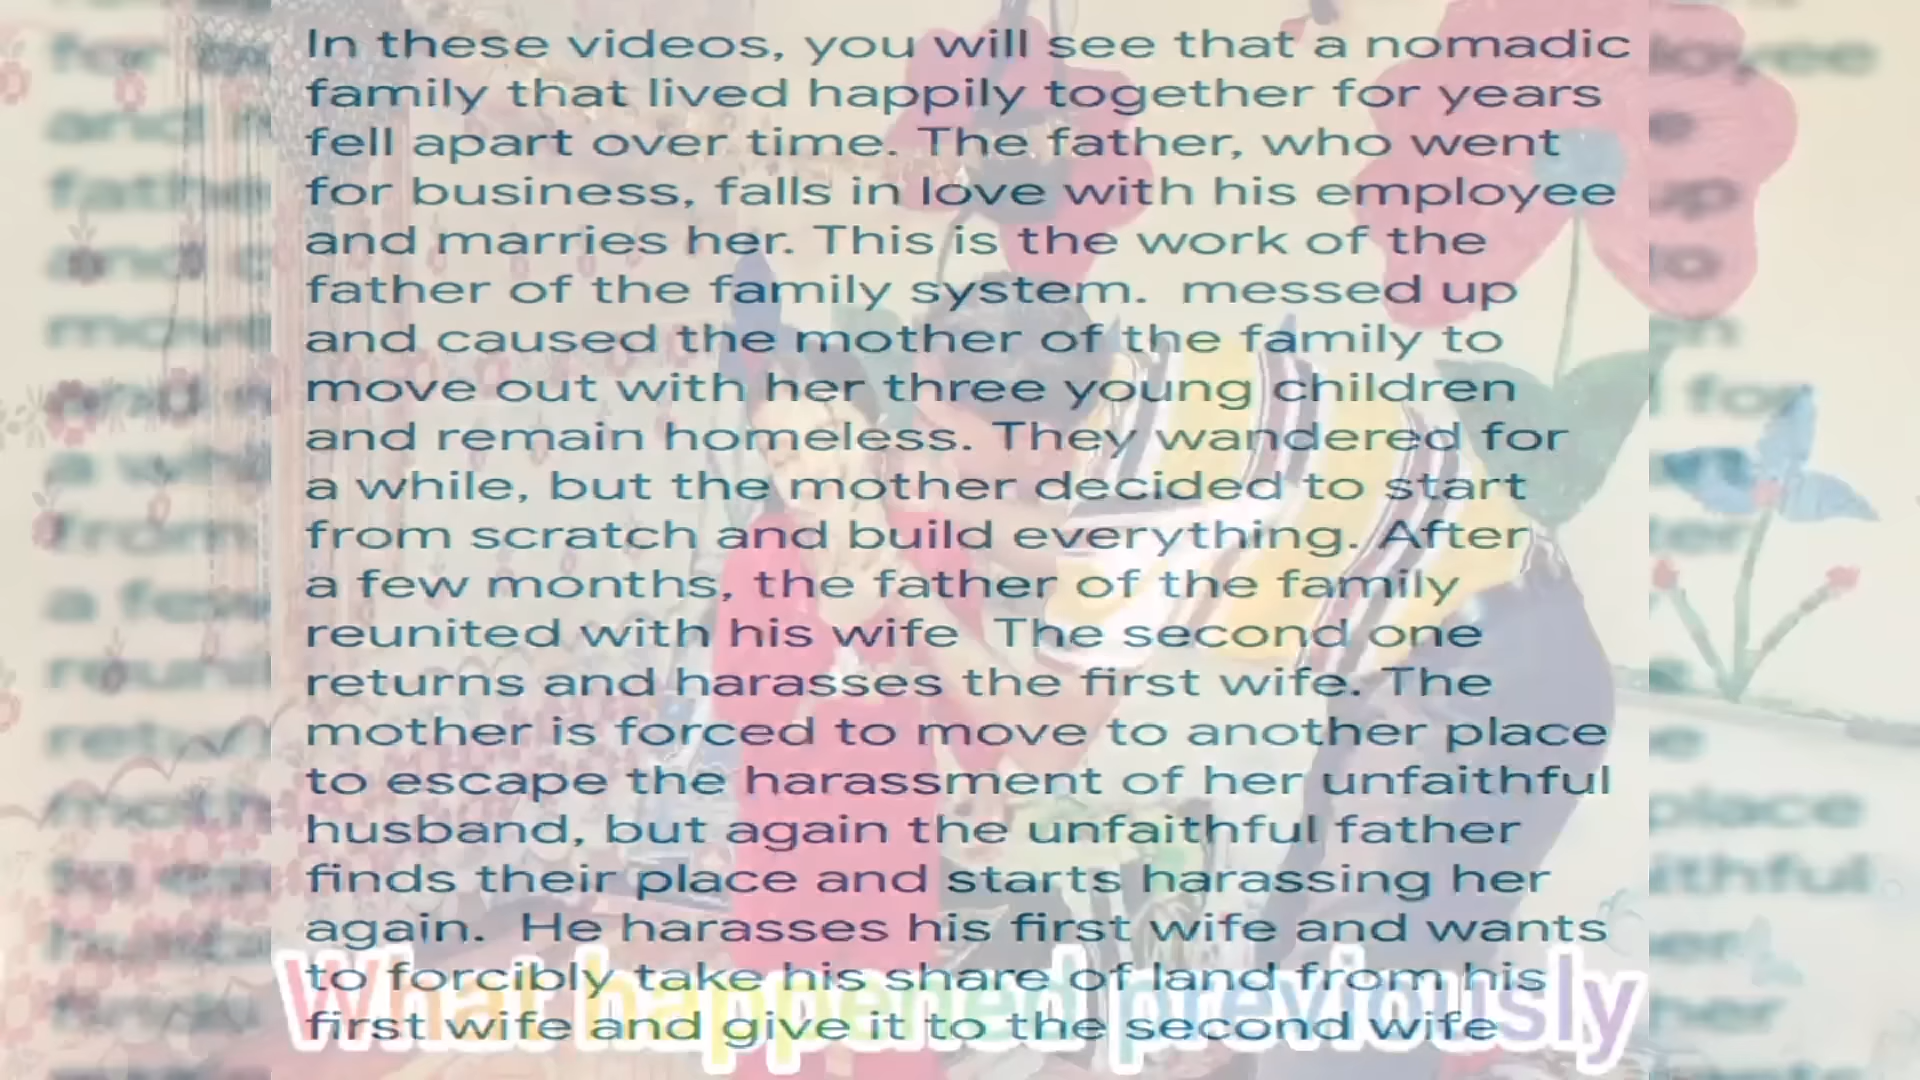 In these videos, you will see that a nomadic
family that lived happily together for years
fell apart over time. The father, who went
for business, falls in love with his employee
and marries her. This is the work of the
father of the family system.  messed up
and caused the mother of the family to
move out with her three young children
and remain homeless. They wandered for
a while, but the mother decided to start
from scratch and build everything. After
a few months, the father of the family
reunited with his wife  The second one
returns and harasses the first wife. The
mother is forced to move to another place
to escape the harassment of her unfaithful
husband, but again the unfaithful father
finds their place and starts harassing her
again.  He harasses his first wife and wants
to forcibly take his share of land from his
first wife and give it to the second wife
What happened previously